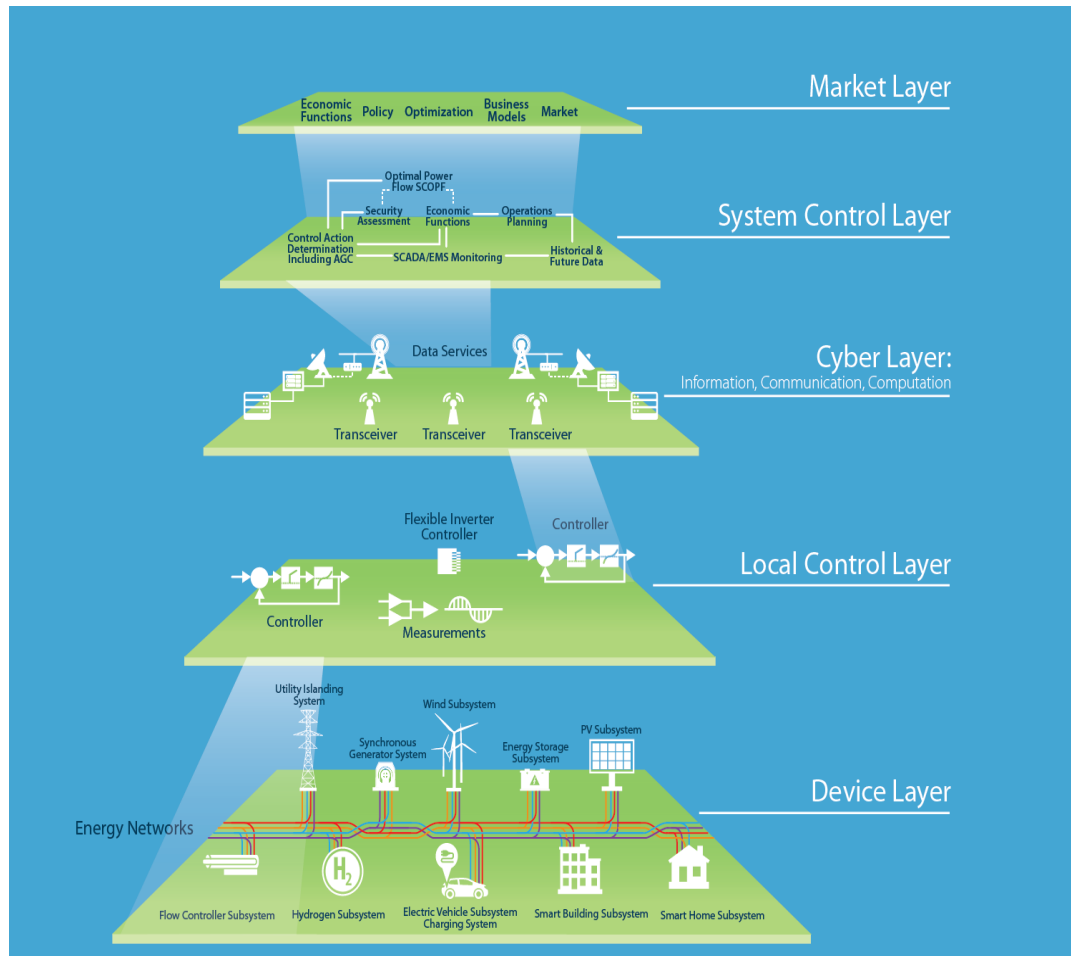 Market Layer
Economic
Functions
Policy
Optimization
Business
Models
Market
System Control Layer
Optimal Power
Flow SCOPF
Security
Assessment
Economic
Functions
Operations
Planning
Control Action
Determination
Including AGC
SCADA/EMS Monitoring
Historical &
Future Data
Cyber Layer:
Information, Communication, Computation
Data Services
Transceiver
Transceiver
Transceiver
Local Control Layer
Flexible Inverter
Controller
Controller
Controller
Measurements
Device Layer
Utility Islanding
System
Synchronous
Generator System
Wind Subsystem
Energy Storage
Subsystem
PV Subsystem
Energy Networks
H2
Flow Controller Subsystem
Hydrogen Subsystem
Electric Vehicle Subsystem
Charging System
Smart Building Subsystem
Smart Home Subsystem